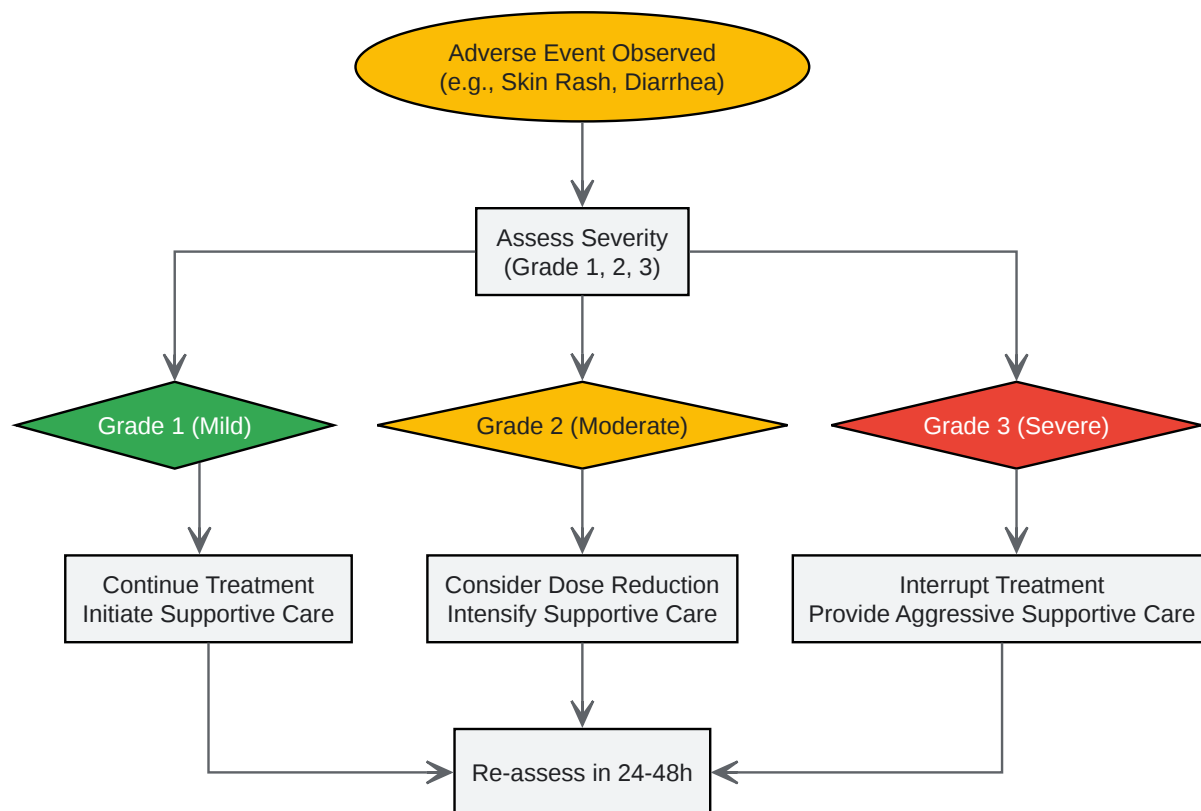 Adverse Event Observed
(e.g., Skin Rash, Diarrhea)
Assess Severity
(Grade 1, 2, 3)
Grade 1 (Mild)
Grade 2 (Moderate)
Grade 3 (Severe)
Continue Treatment
Initiate Supportive Care
Consider Dose Reduction
Intensify Supportive Care
Interrupt Treatment
Provide Aggressive Supportive Care
Re-assess in 24-48h